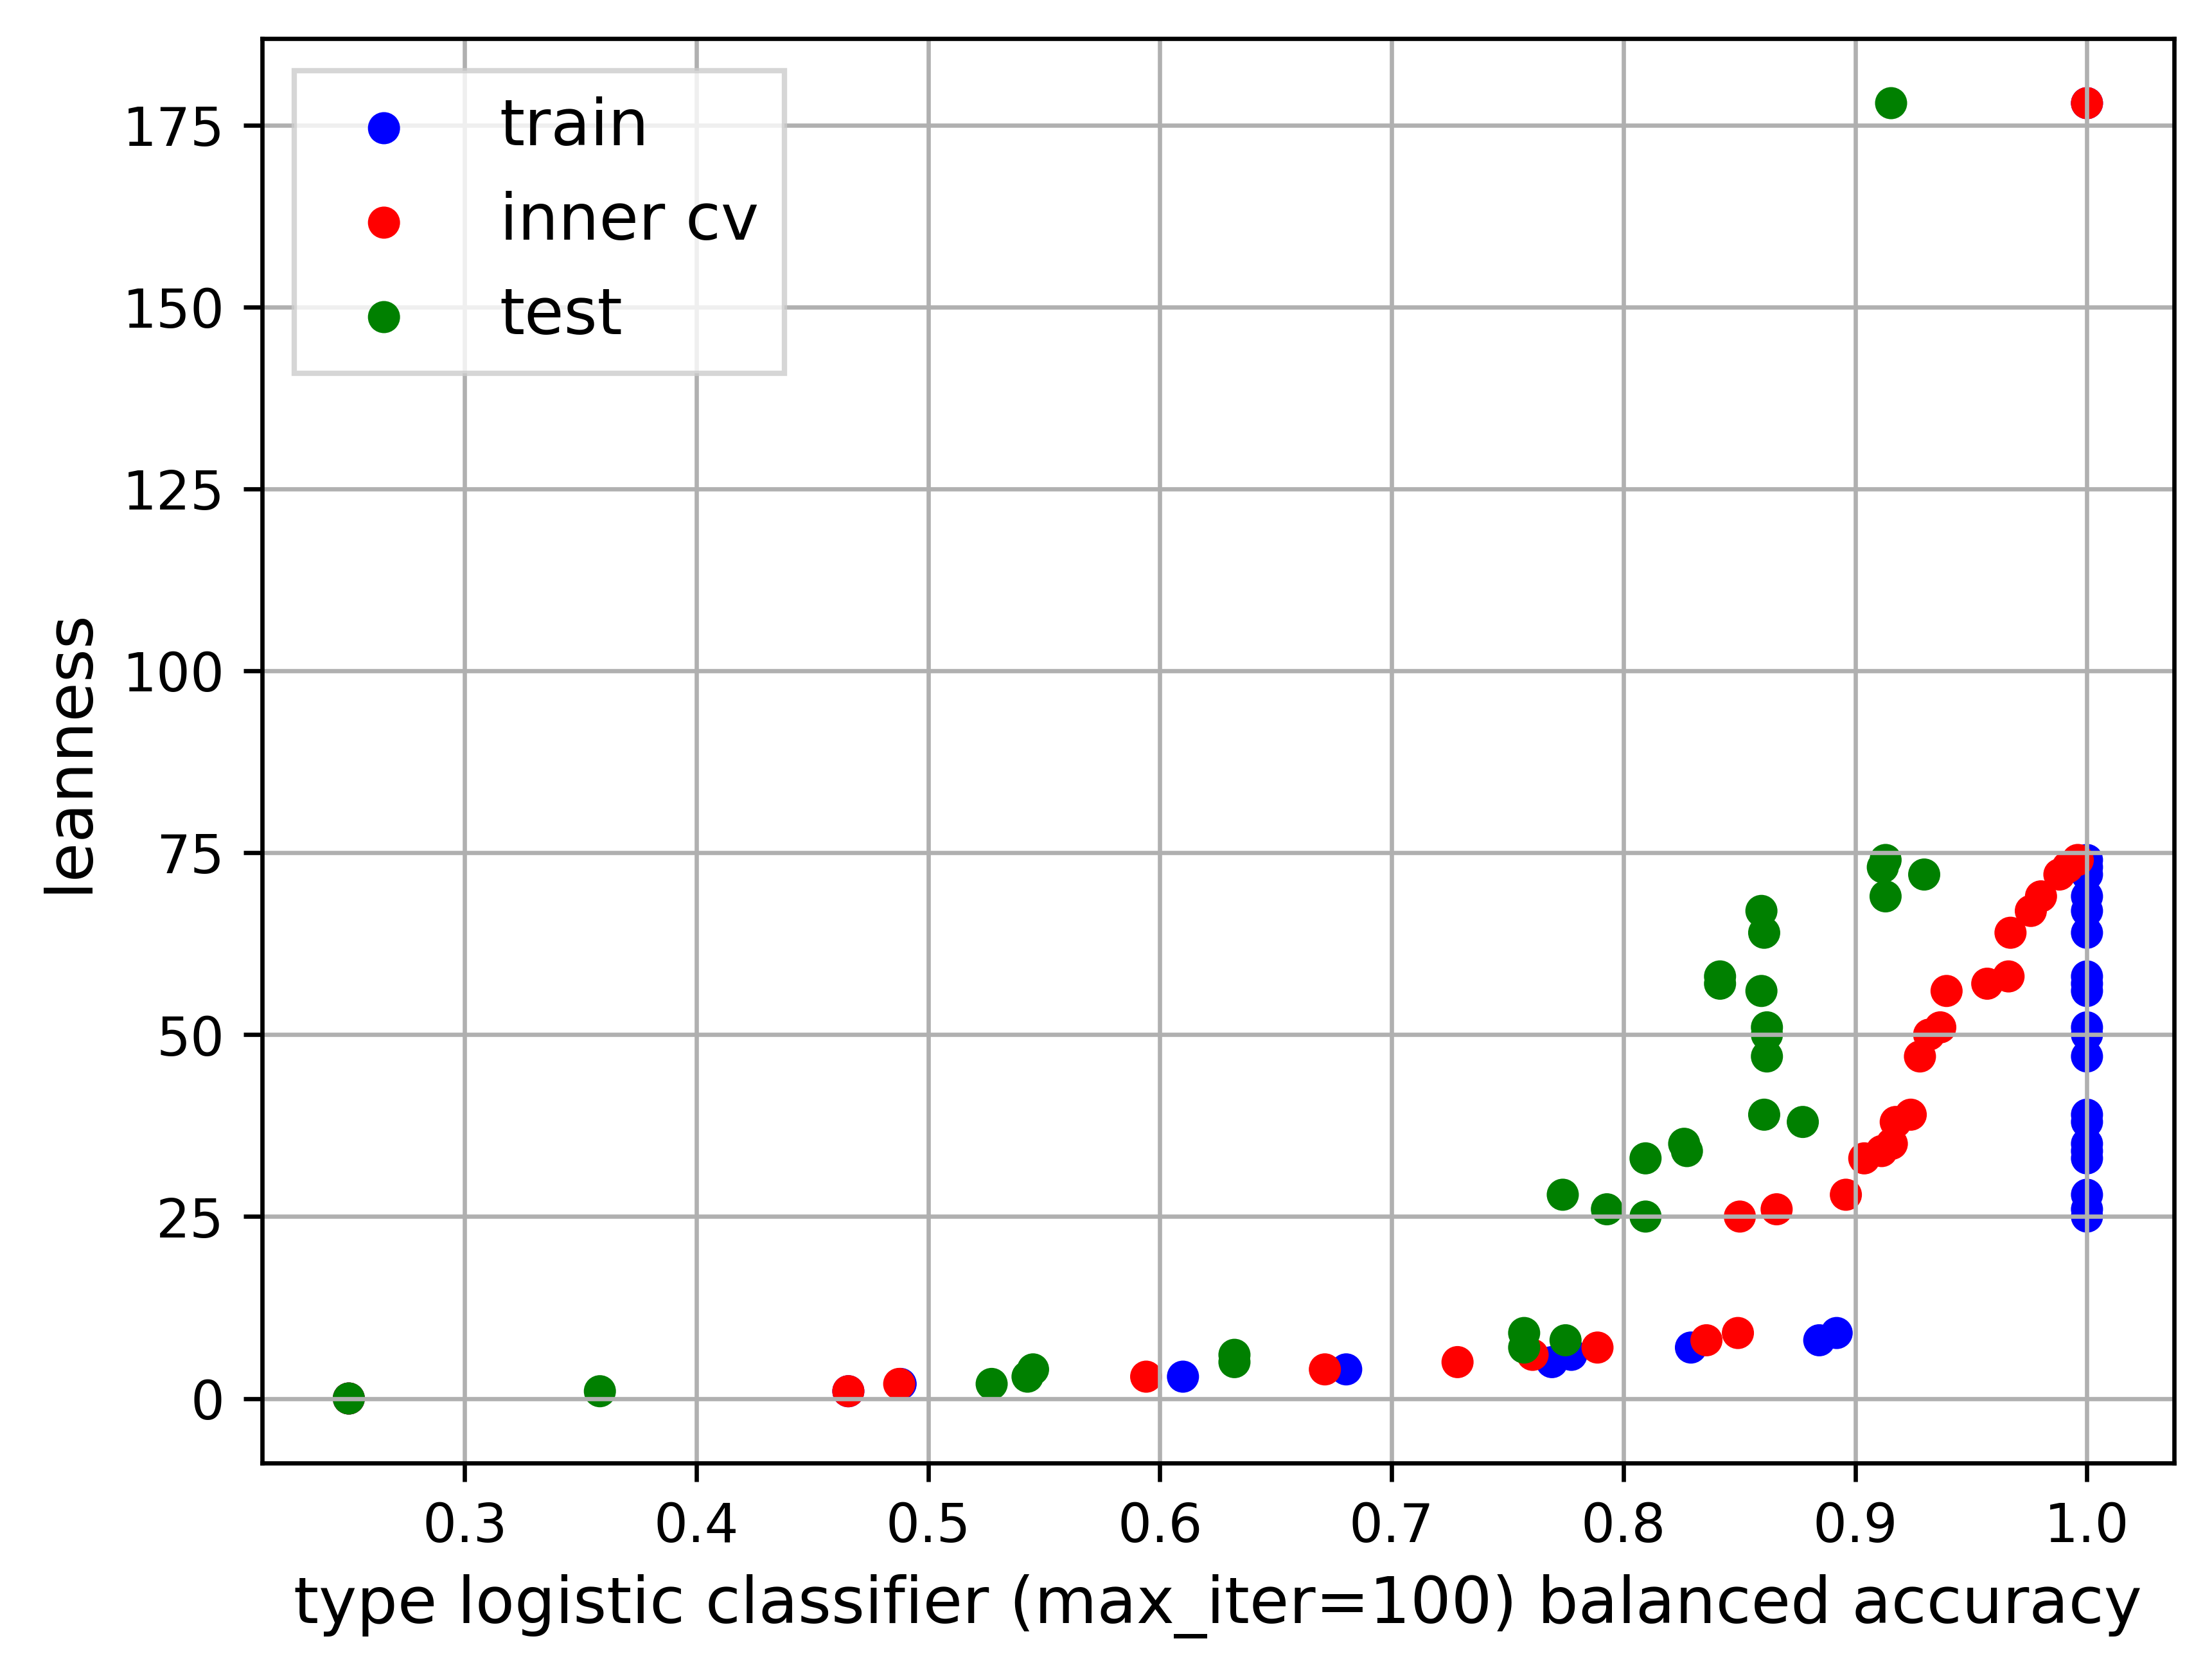 train
inner cv
test
175
150
125
100
75
50
25
0
leanness
0.3 0.4 0.5 0.6 0.7 0.8 0.9 1.0
type logistic classifier (max_iter=100) balanced accuracy